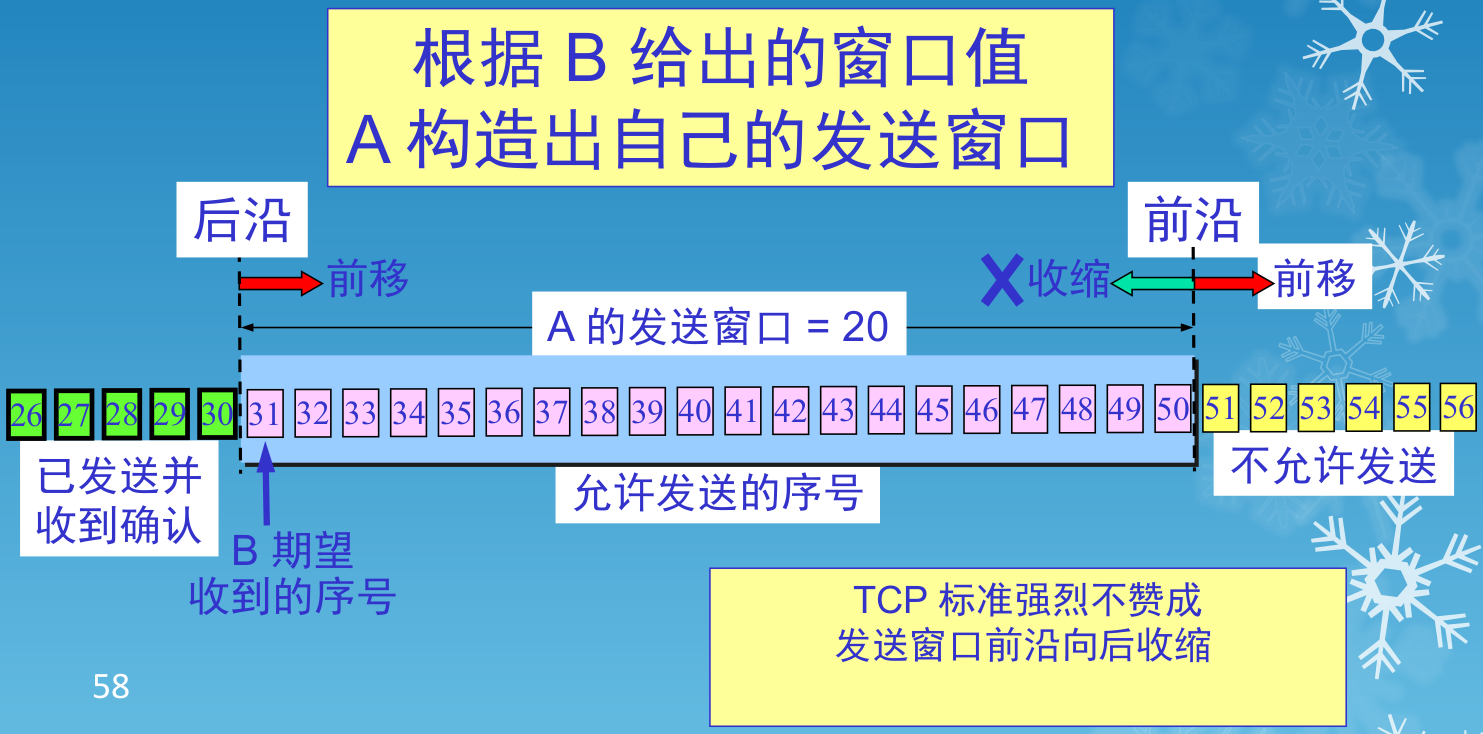 根据 B 给出的窗口值
A 构造出自己的发送窗口
后沿
前沿
前移
收缩
前移
A 的发送窗口 = 20
26 27 28 29 30 31 32 33 34 35 36 37 38 39 40 41 42 43 44 45 46 47 48 49 50 51 52 53 54 55 56
已发送并
收到确认
允许发送的序号
不允许发送
B 期望
收到的序号
TCP 标准强烈不赞成
发送窗口前沿向后收缩
58